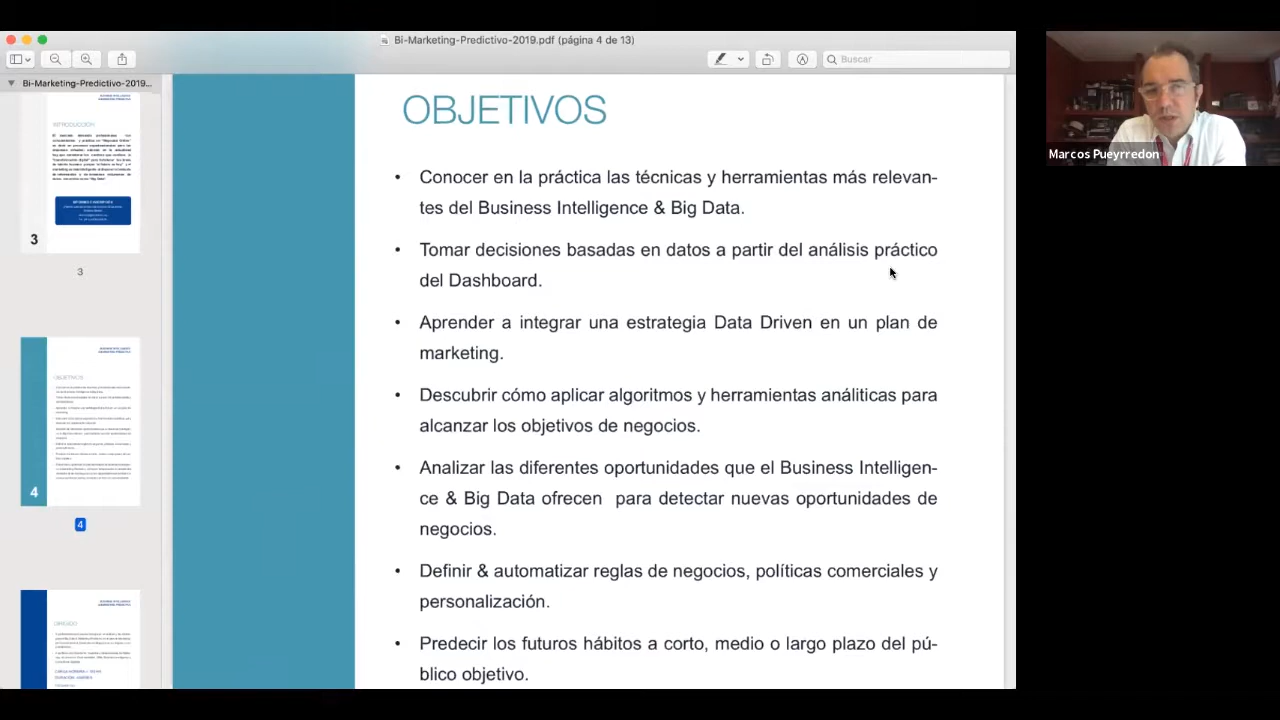 Bi-Marketing-Predictivo-2019.pdf (página 4 de 13)
Buscar
Bi-Marketing-Predictivo-2019...
INTRODUCCIÓN
3
3
OBJETIVOS
4
4
OBJETIVOS
• Conocer en la práctica las técnicas y herramientas más relevan-
tes del Business Intelligence & Big Data.
• Tomar decisiones basadas en datos a partir del análisis práctico
del Dashboard.
• Aprender a integrar una estrategia Data Driven en un plan de
marketing.
• Descubrir cómo aplicar algoritmos y herramientas análiticas para
alcanzar los objetivos de negocios.
• Analizar las diferentes oportunidades que el Business Intelligen-
ce & Big Data ofrecen para detectar nuevas oportunidades de
negocios.
• Definir & automatizar reglas de negocios, políticas comerciales y
personalización.
• Predecir los futuros hábitos a corto, medio o largo plazo del pú-
blico objetivo.
Marcos Pueyrredon